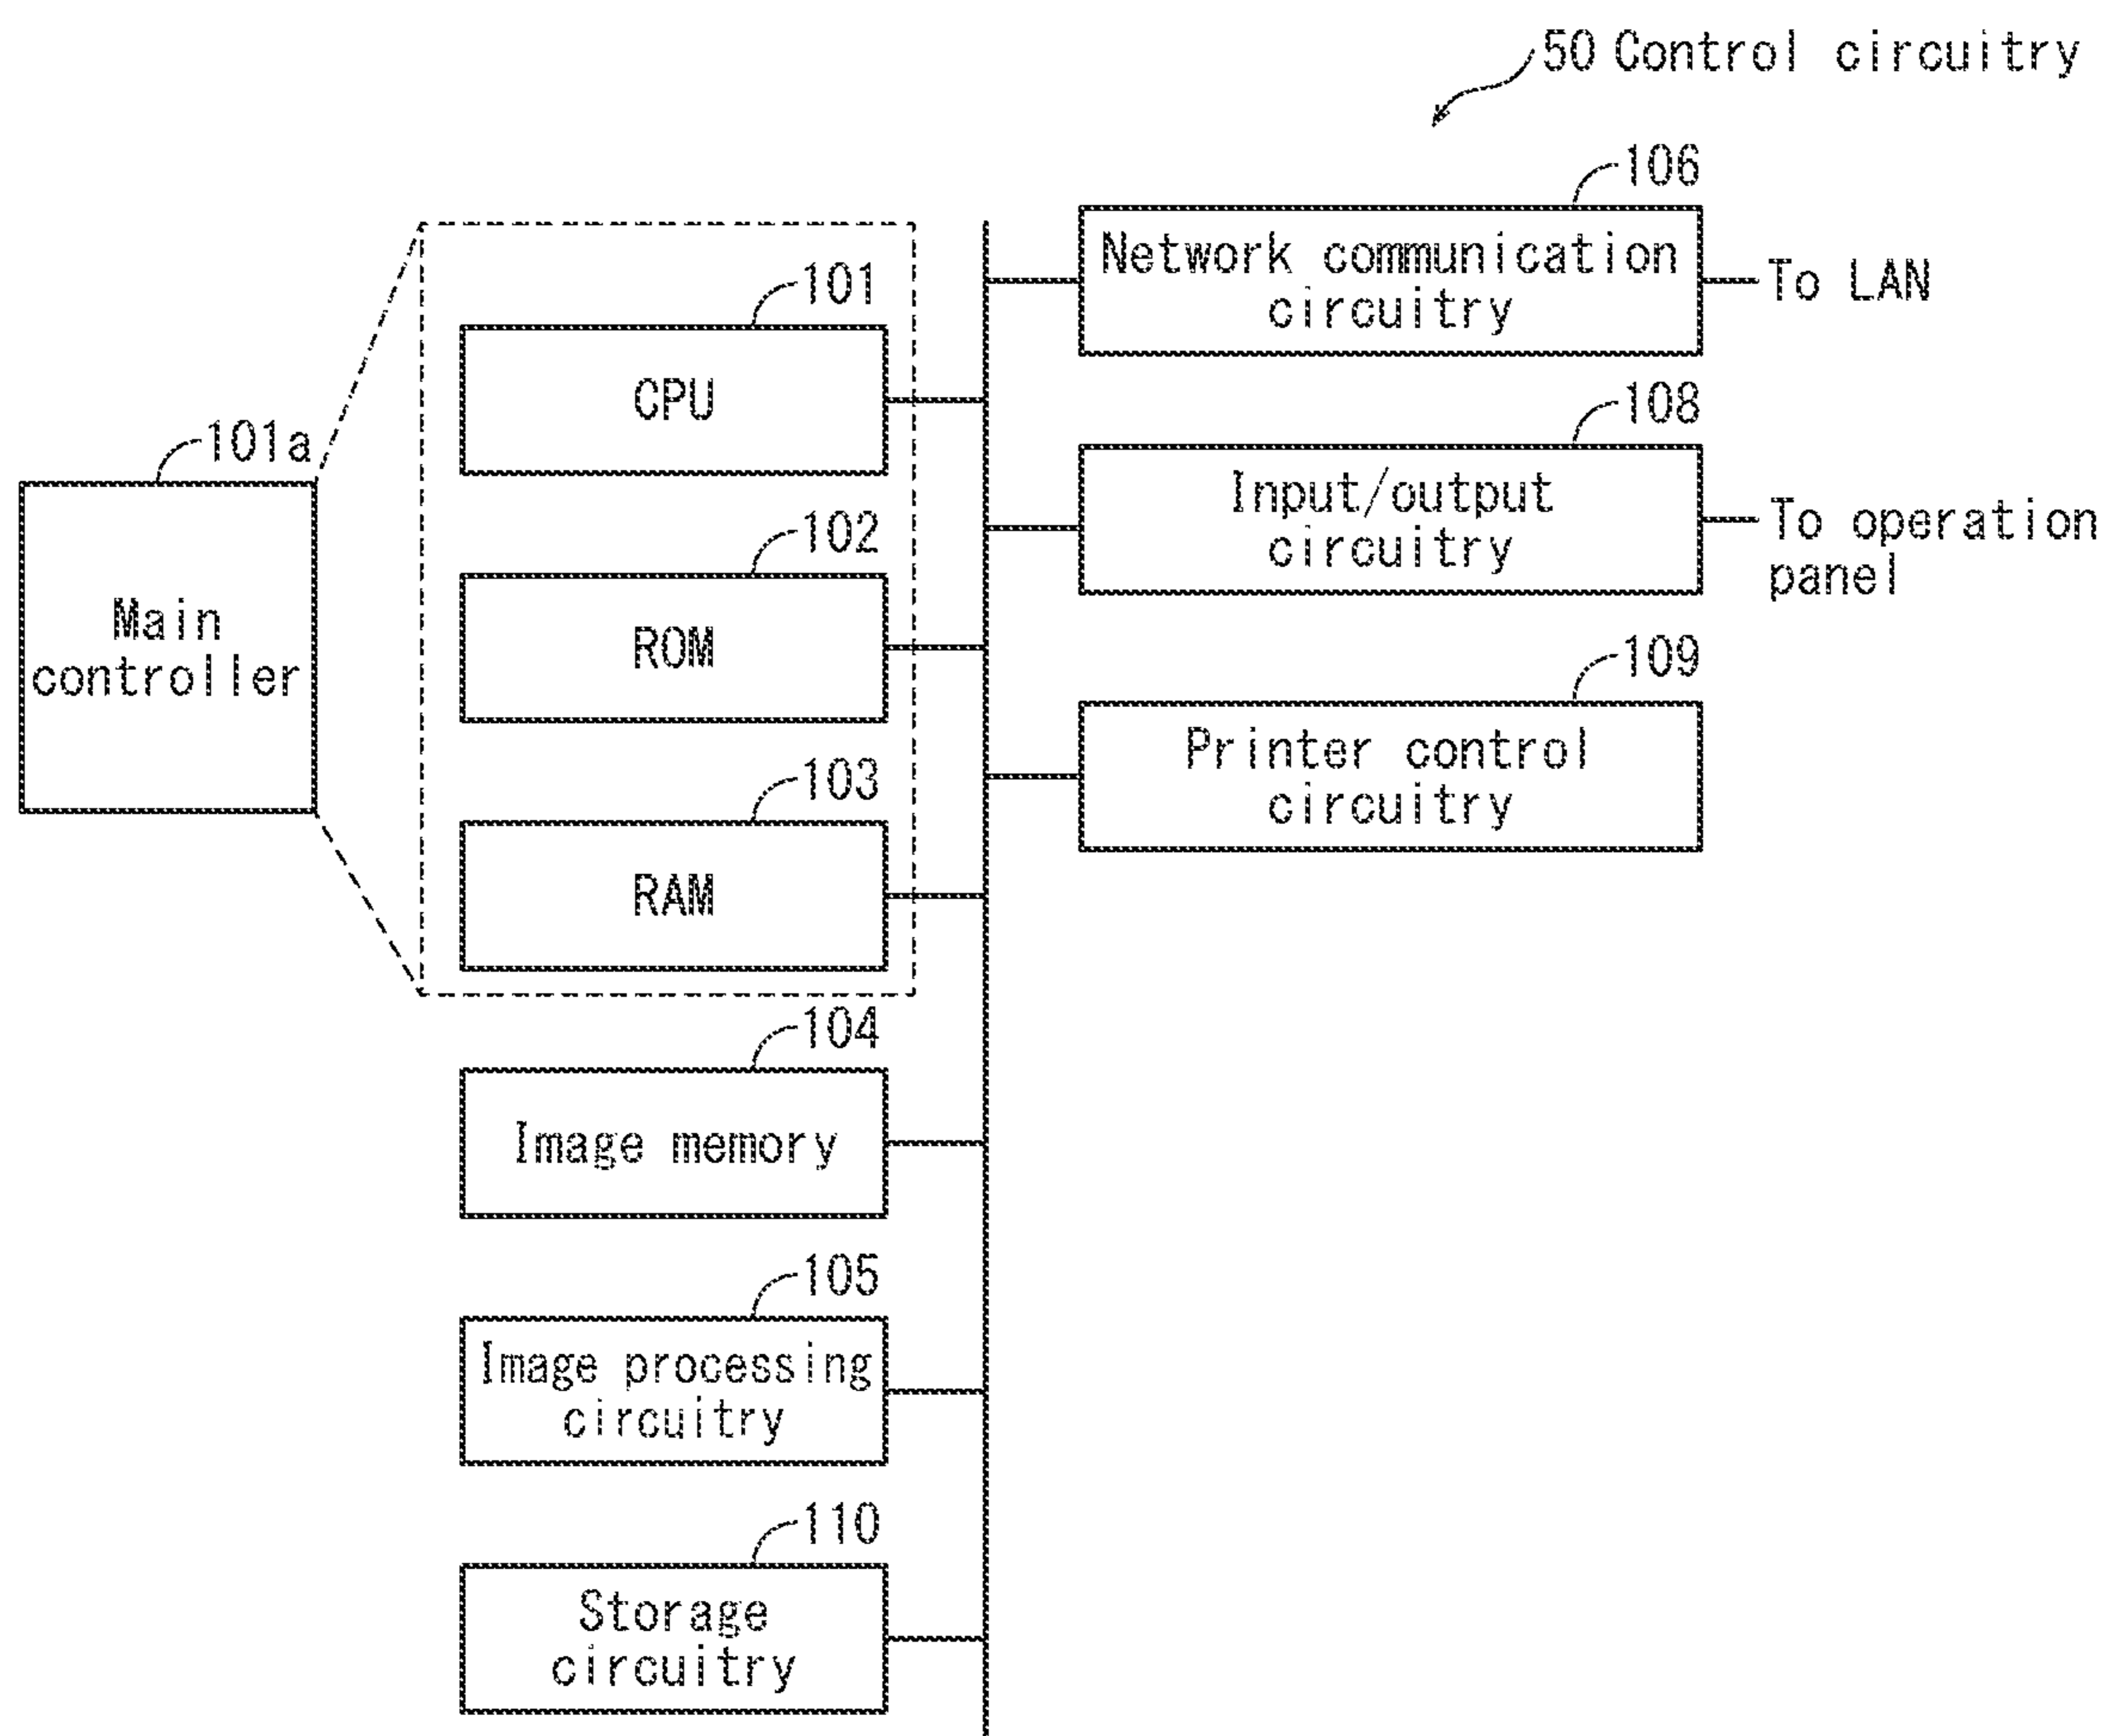 50 Control circuitry
106
Network communication
circuitry
To LAN
101
CPU
108
Input/output
circuitry
To operation
panel
101a
Main
controller
102
ROM
109
Printer control
circuitry
103
RAM
104
Image memory
105
Image processing
circuitry
110
Storage
circuitry